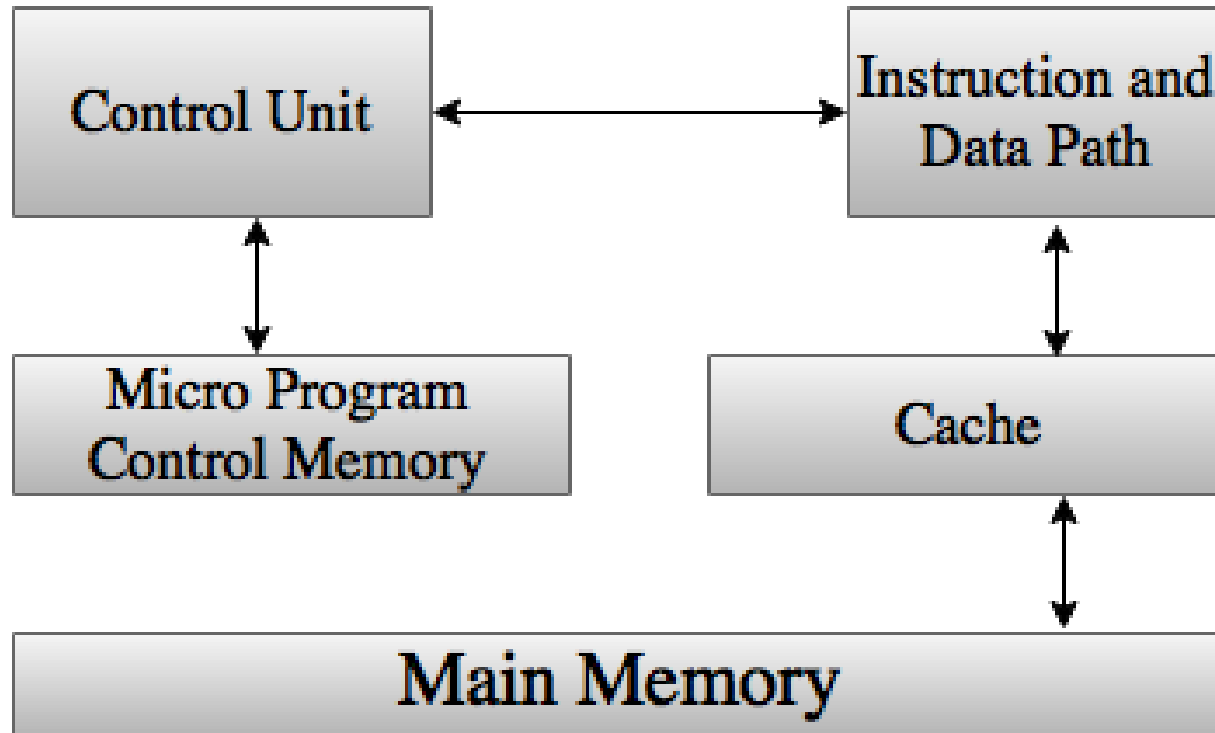 Control Unit
Instruction and
Data Path
Micro Program
Control Memory
Cache
Main Memory